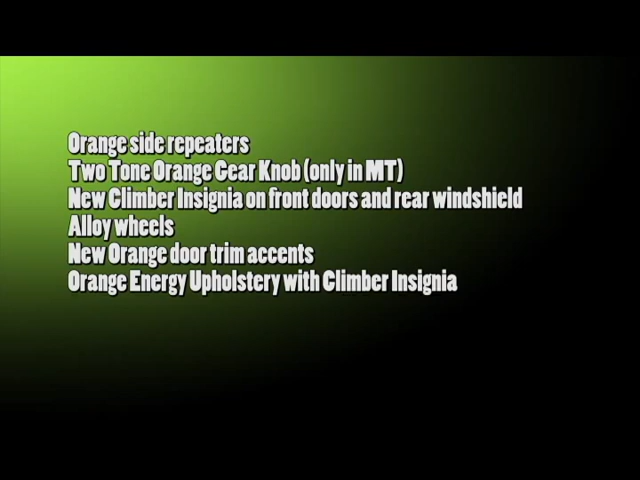 Orange side repeaters
Two Tone Orange Gear Knob (only in MT)
New Climber Insignia on front doors and rear windshield
Alloy wheels
New Orange door trim accents
Orange Energy Upholstery with Climber Insignia